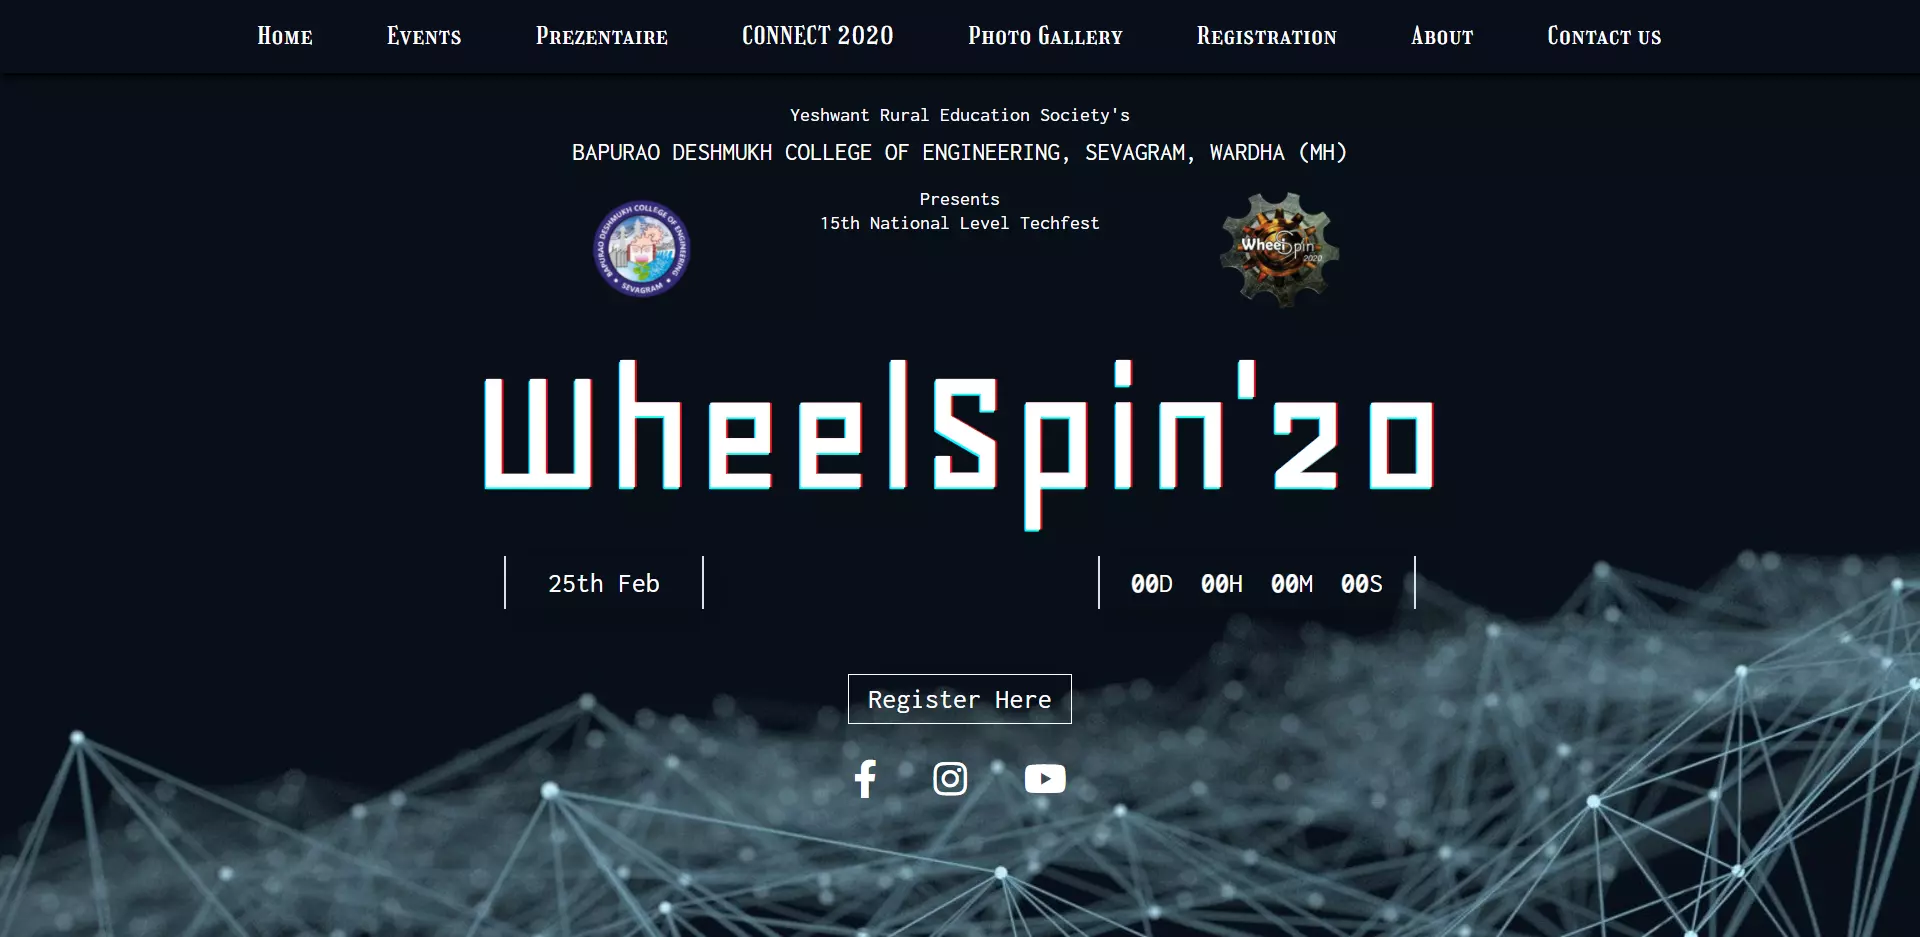 Home Events Prezentaire CONNECT 2020 Photo Gallery Registration About Contact us
Yeshwant Rural Education Society's
BAPURAO DESHMUKH COLLEGE OF ENGINEERING, SEVAGRAM, WARDHA (MH)
Presents
15th National Level Techfest
BAPURAO DESHMUKH COLLEGE OF ENGINEERING
SEVAGRAM
WheelSpin
2020
WheelSpin'20
25th Feb
00D 00H 00M 00S
Register Here